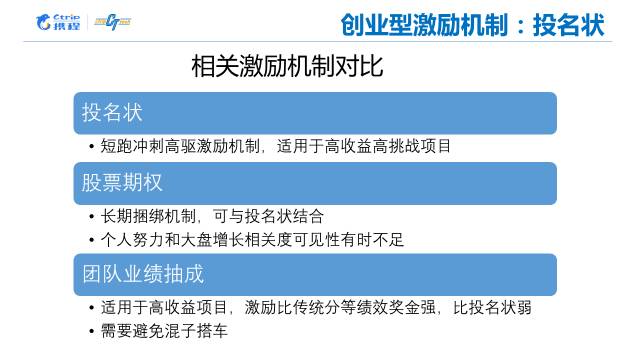 Ctrip
携程
CT
创业型激励机制：投名状
相关激励机制对比
投名状
• 短跑冲刺高驱激励机制，适用于高收益高挑战项目
股票期权
• 长期捆绑机制，可与投名状结合
• 个人努力和大盘增长相关度可见性有时不足
团队业绩抽成
• 适用于高收益项目，激励比传统分等绩效奖金强，比投名状弱
• 需要避免混子搭车